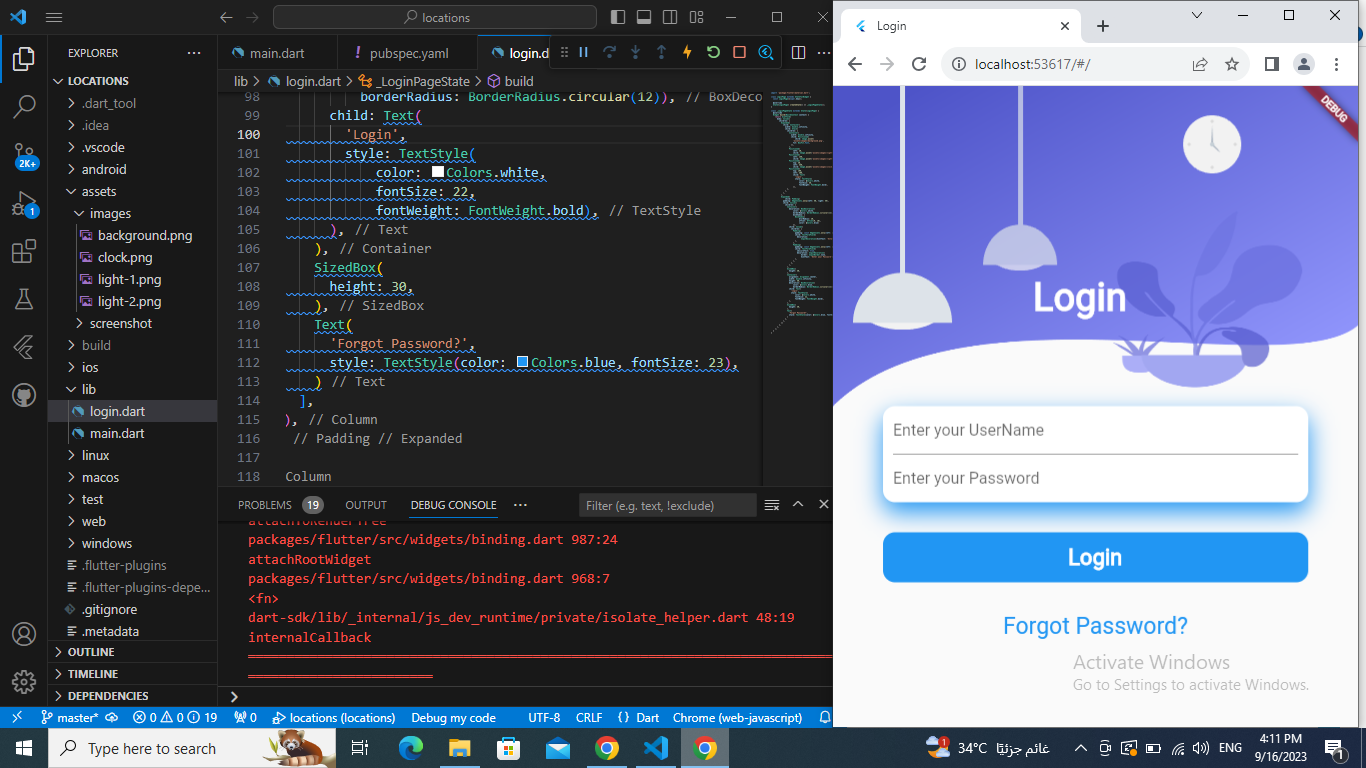 locations
EXPLORER
LOCATIONS
.dart_tool
.idea
.vscode
android
assets
images
background.png
clock.png
light-1.png
light-2.png
screenshot
build
ios
lib
login.dart
main.dart
linux
macos
test
web
windows
.flutter-plugins
.flutter-plugins-depe...
.gitignore
.metadata
OUTLINE
TIMELINE
DEPENDENCIES
2K+
1
main.dart
! pubspec.yaml
login.d
lib > login.dart > _LoginPageState > build
98 borderRadius: BorderRadius.circular(12)), // BoxDeco
99 child: Text(
100 'Login',
101 style: TextStyle(
102 color: Colors.white,
103 fontSize: 22,
104 fontWeight: FontWeight.bold), // TextStyle
105 ), // Text
106 ), // Container
107 SizedBox(
108 height: 30,
109 ), // SizedBox
110 Text(
111 'Forgot Password?',
112 style: TextStyle(color: Colors.blue, fontSize: 23),
113 ) // Text
114 ],
115 ), // Column
116 // Padding // Expanded
117
118 Column
PROBLEMS 19 OUTPUT DEBUG CONSOLE ...
Filter (e.g. text, !exclude)
attachToRenderTree
packages/flutter/src/widgets/binding.dart 987:24
attachRootWidget
packages/flutter/src/widgets/binding.dart 968:7
<fn>
dart-sdk/lib/_internal/js_dev_runtime/private/isolate_helper.dart 48:19
internalCallback
master* 0 0 19 0 locations (locations) Debug my code UTF-8 CRLF {} Dart Chrome (web-javascript)
Login
localhost:53617/#/
DEBUG
Login
Enter your UserName
Enter your Password
Login
Forgot Password?
Activate Windows
Go to Settings to activate Windows.
Type here to search
1
34°C غائم جزئيًا
ENG
4:11 PM
9/16/2023
1